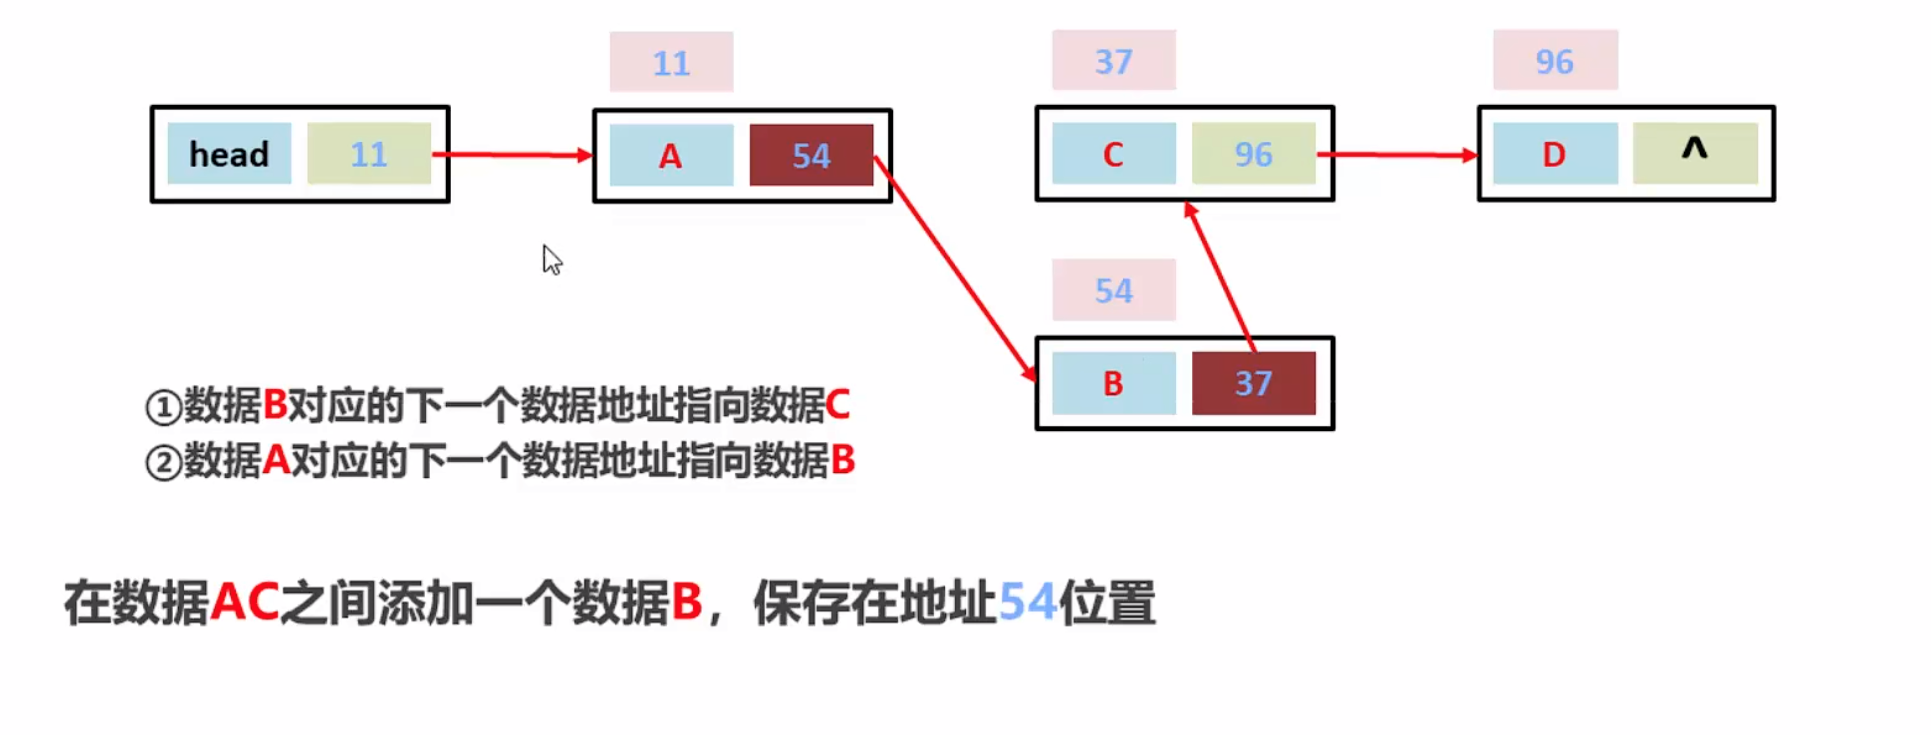 11 37 96
head 11 A 54 C 96 D ^
54
B 37
①数据B对应的下一个数据地址指向数据C
②数据A对应的下一个数据地址指向数据B
在数据AC之间添加一个数据B，保存在地址54位置